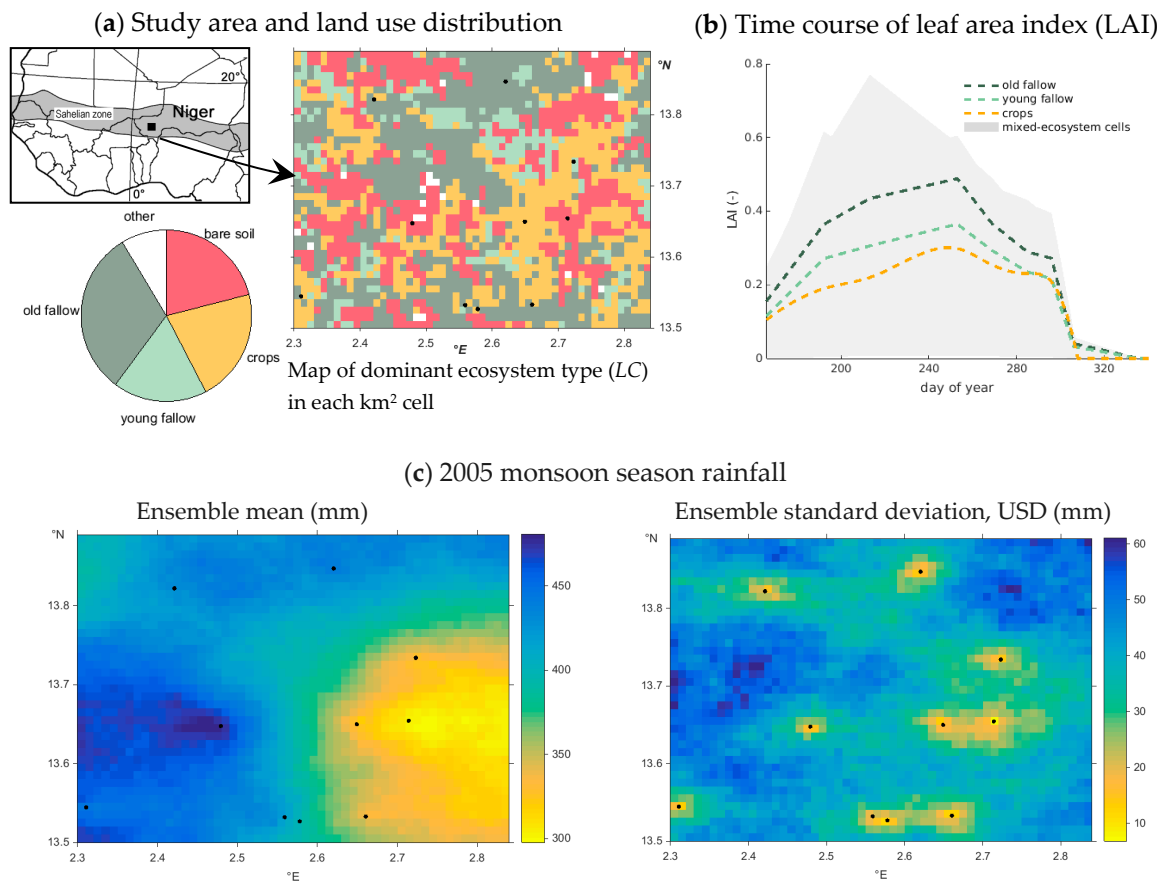 (a) Study area and land use distribution
20°
Niger
Sahelian zone
0°
other
bare soil
old fallow
crops
young fallow
°N
13.8
13.7
13.6
13.5
2.3 2.4 2.5 2.6 2.7 2.8
°E
Map of dominant ecosystem type (LC)
in each km² cell
(b) Time course of leaf area index (LAI)
0.8
0.6
0.4
0.2
0
LAI (-)
old fallow
young fallow
crops
mixed-ecosystem cells
200 240 280 320
day of year
(c) 2005 monsoon season rainfall
Ensemble mean (mm)
°N
13.8
13.7
13.6
13.5
2.3 2.4 2.5 2.6 2.7 2.8
°E
450
400
350
300
Ensemble standard deviation, USD (mm)
°N
13.8
13.7
13.6
13.5
2.3 2.4 2.5 2.6 2.7 2.8
°E
60
50
40
30
20
10